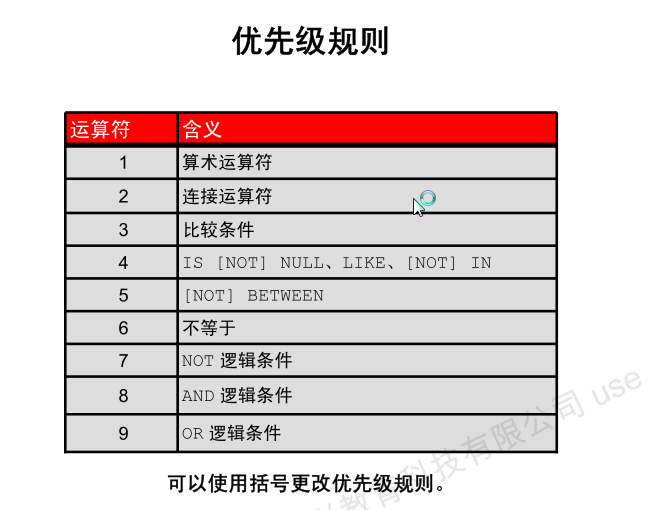 优先级规则
运算符 含义
1 算术运算符
2 连接运算符
3 比较条件
4 IS [NOT] NULL、LIKE、[NOT] IN
5 [NOT] BETWEEN
6 不等于
7 NOT 逻辑条件
8 AND 逻辑条件
9 OR 逻辑条件
可以使用括号更改优先级规则。
教育科技有限公司 use